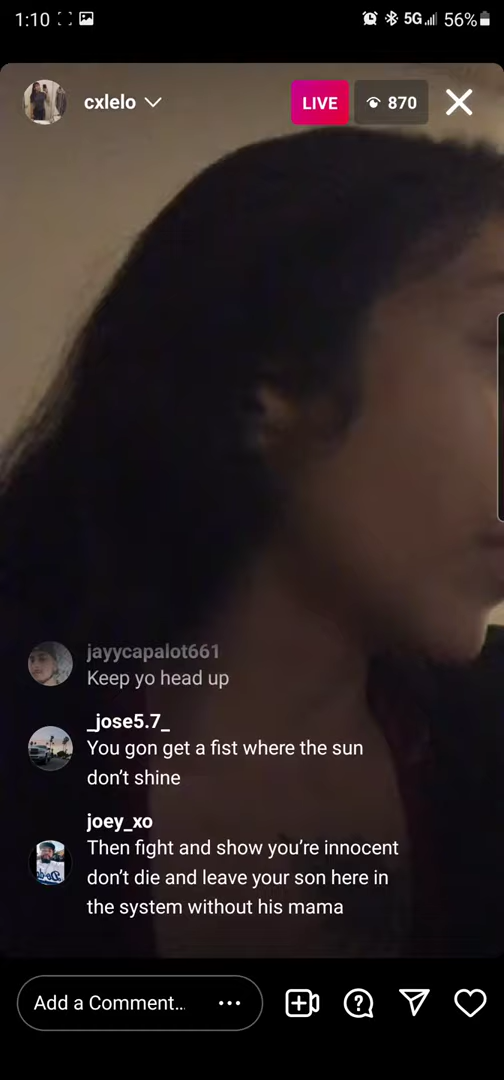 1:10
5G 56%
cxlelo LIVE 870
jayycapalot661
Keep yo head up
_jose5.7_
You gon get a fist where the sun
don't shine
joey_xo
Then fight and show you're innocent
don't die and leave your son here in
the system without his mama
Add a Comment...